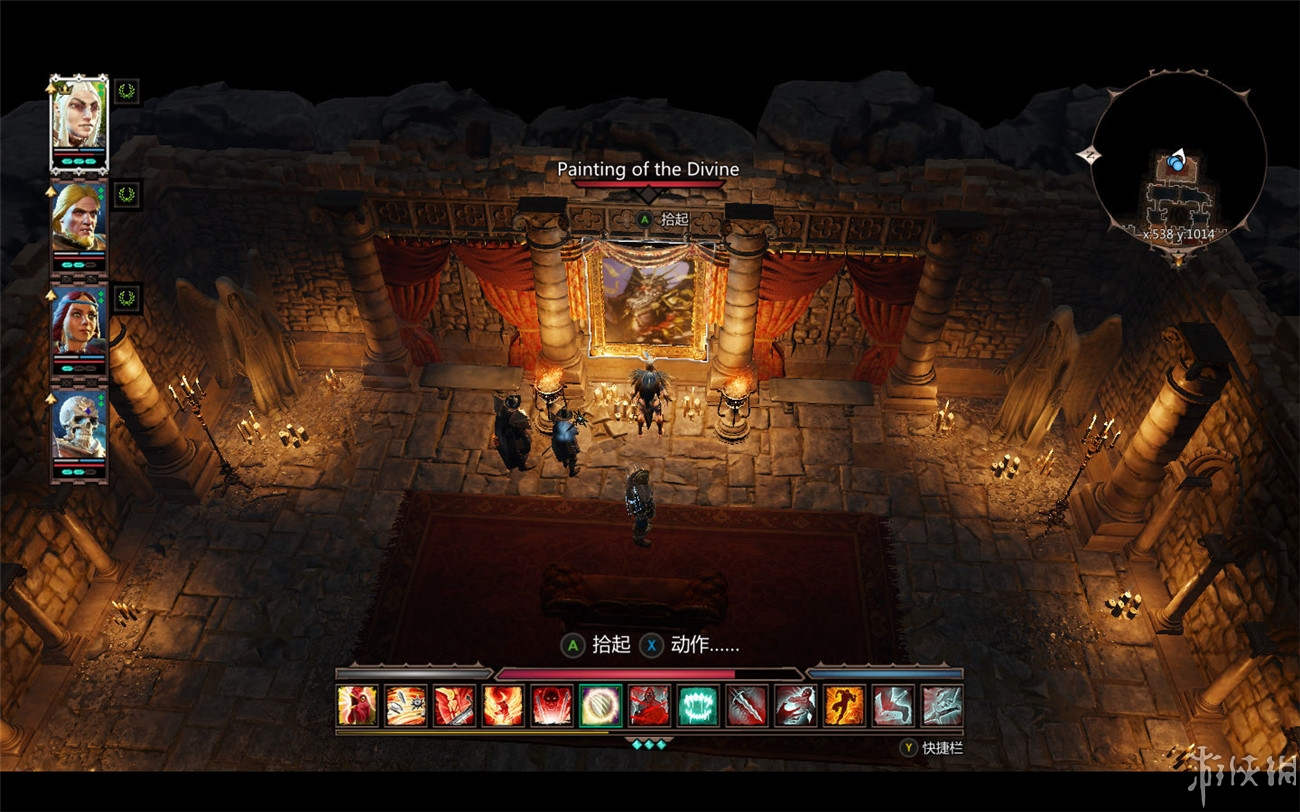 Painting of the Divine
A 拾起
x:538 y:1014
A 拾起 X 动作......
Y 快捷栏
游侠网